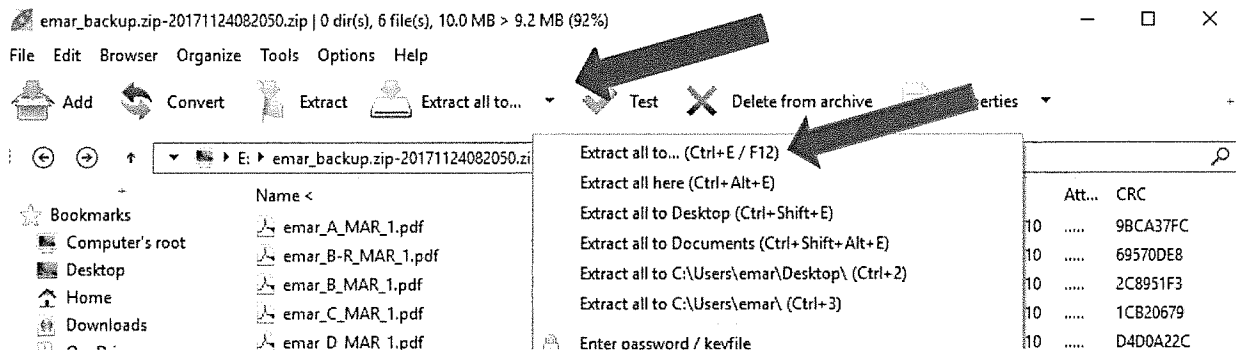 emar_backup.zip-20171124082050.zip | 0 dir(s), 6 file(s), 10.0 MB > 9.2 MB (92%)
File Edit Browser Organize Tools Options Help
Add Convert Extract Extract all to... Test Delete from archive
E: emar_backup.zip-20171124082050.zi
Extract all to... (Ctrl+E / F12)
Extract all here (Ctrl+Alt+E)
Extract all to Desktop (Ctrl+Shift+E)
Extract all to Documents (Ctrl+Shift+Alt+E)
Extract all to C:\Users\emar\Desktop\ (Ctrl+2)
Extract all to C:\Users\emar\ (Ctrl+3)
Enter password / keyfile
Bookmarks
Computer's root
Desktop
Home
Downloads
Name < Att... CRC
emar_A_MAR_1.pdf 10 ..... 9BCA37FC
emar_B-R_MAR_1.pdf 10 ..... 69570DE8
emar_B_MAR_1.pdf 10 ..... 2C8951F3
emar_C_MAR_1.pdf 10 ..... 1CB20679
emar_D_MAR_1.pdf 10 ..... D4D0A22C